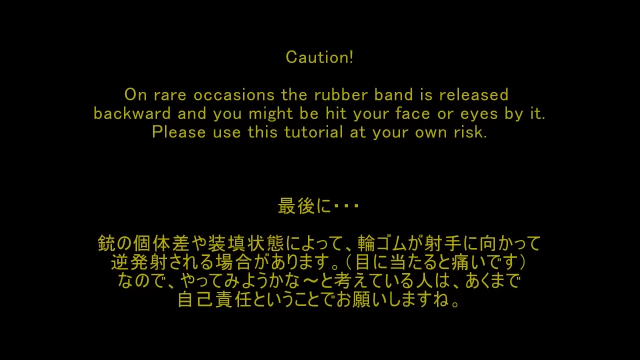 Caution!
On rare occasions the rubber band is released
backward and you might be hit your face or eyes by it.
Please use this tutorial at your own risk.
最後に・・・
銃の個体差や装填状態によって、輪ゴムが射手に向かって
逆発射される場合があります。（目に当たると痛いです）
なので、やってみようかな～と考えている人は、あくまで
自己責任ということでお願いしますね。